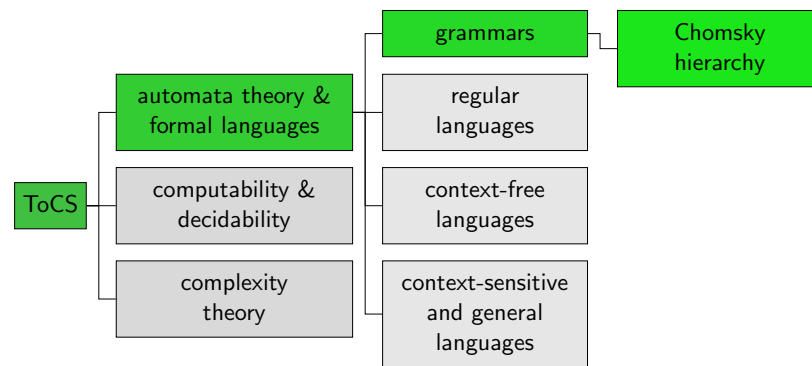 ToCS
automata theory &
formal languages
computability &
decidability
complexity
theory
grammars
regular
languages
context-free
languages
context-sensitive
and general
languages
Chomsky
hierarchy